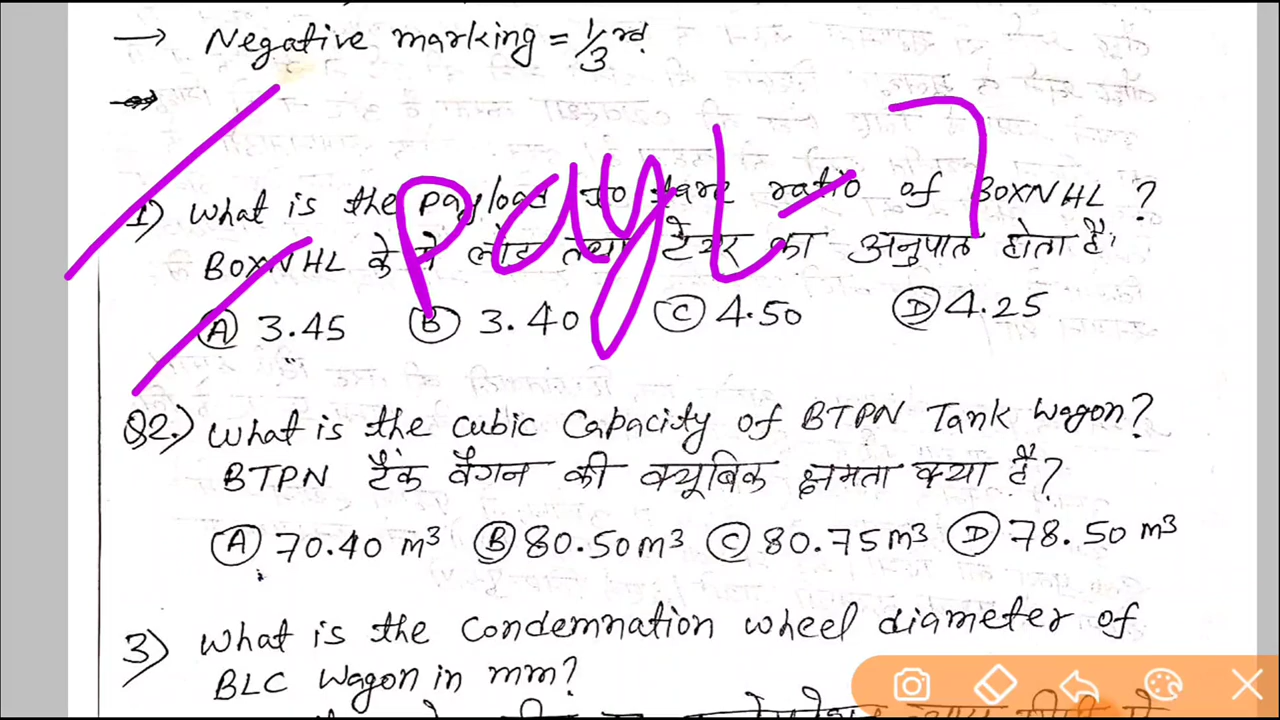 → Negative marking = 1/3 rd.
→
1) What is the payload to tare ratio of BOXNHL ?
BOXNHL के पे लोड तथा टेयर का अनुपात होता है।
(A) 3.45 (B) 3.40 (C) 4.50 (D) 4.25
Payl
Q2.) What is the cubic Capacity of BTPN Tank wagon?
BTPN टैंक वैगन की क्यूबिक क्षमता क्या है?
(A) 70.40 m³ (B) 80.50 m³ (C) 80.75 m³ (D) 78.50 m³
3) What is the Condemnation wheel diameter of
BLC Wagon in mm?